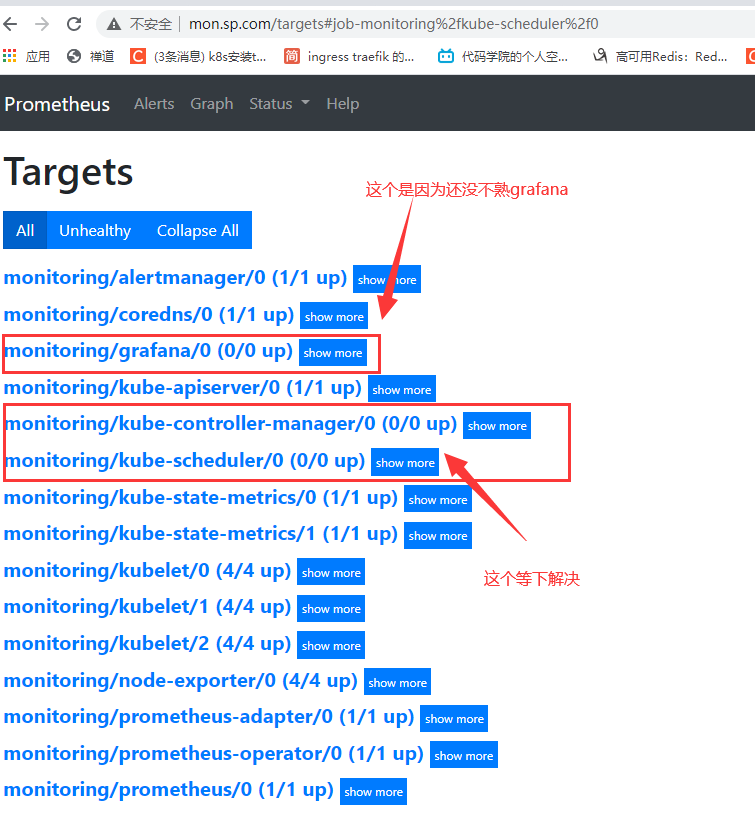 不安全 mon.sp.com/targets#job-monitoring%2fkube-scheduler%2f0
应用 禅道 (3条消息) k8s安装t... ingress traefik 的... 代码学院的个人空... 高可用Redis：Red...
Prometheus Alerts Graph Status Help
Targets
这个是因为还没不熟grafana
All Unhealthy Collapse All
monitoring/alertmanager/0 (1/1 up) show more
monitoring/coredns/0 (1/1 up) show more
monitoring/grafana/0 (0/0 up) show more
monitoring/kube-apiserver/0 (1/1 up) show more
monitoring/kube-controller-manager/0 (0/0 up) show more
monitoring/kube-scheduler/0 (0/0 up) show more
monitoring/kube-state-metrics/0 (1/1 up) show more
monitoring/kube-state-metrics/1 (1/1 up) show more
这个等下解决
monitoring/kubelet/0 (4/4 up) show more
monitoring/kubelet/1 (4/4 up) show more
monitoring/kubelet/2 (4/4 up) show more
monitoring/node-exporter/0 (4/4 up) show more
monitoring/prometheus-adapter/0 (1/1 up) show more
monitoring/prometheus-operator/0 (1/1 up) show more
monitoring/prometheus/0 (1/1 up) show more